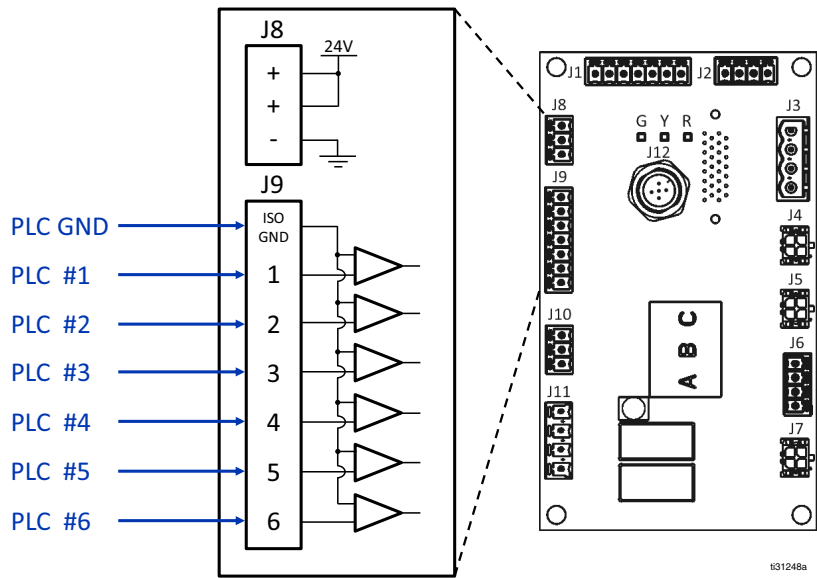 J8
24V
+
+
-
J9
ISO
GND
1
2
3
4
5
6
PLC GND
PLC #1
PLC #2
PLC #3
PLC #4
PLC #5
PLC #6
J1
J2
J8
G Y R
J3
J12
J9
J4
J5
J10
A B C
J6
J11
J7
ti31248a